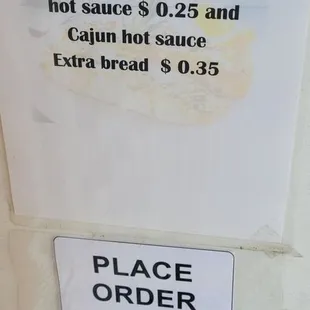 hot sauce $ 0.25 and
Cajun hot sauce
Extra bread $ 0.35
PLACE
ORDER